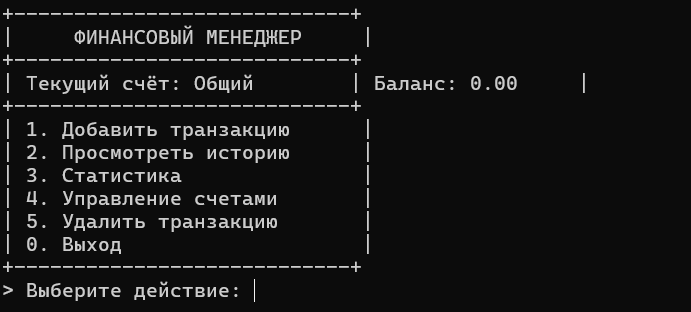 +----------------------------+
|     ФИНАНСОВЫЙ МЕНЕДЖЕР     |
+----------------------------+
| Текущий счёт: Общий        | Баланс: 0.00     |
+----------------------------+
| 1. Добавить транзакцию      |
| 2. Просмотреть историю      |
| 3. Статистика               |
| 4. Управление счетами       |
| 5. Удалить транзакцию       |
| 0. Выход                    |
+----------------------------+
> Выберите действие: